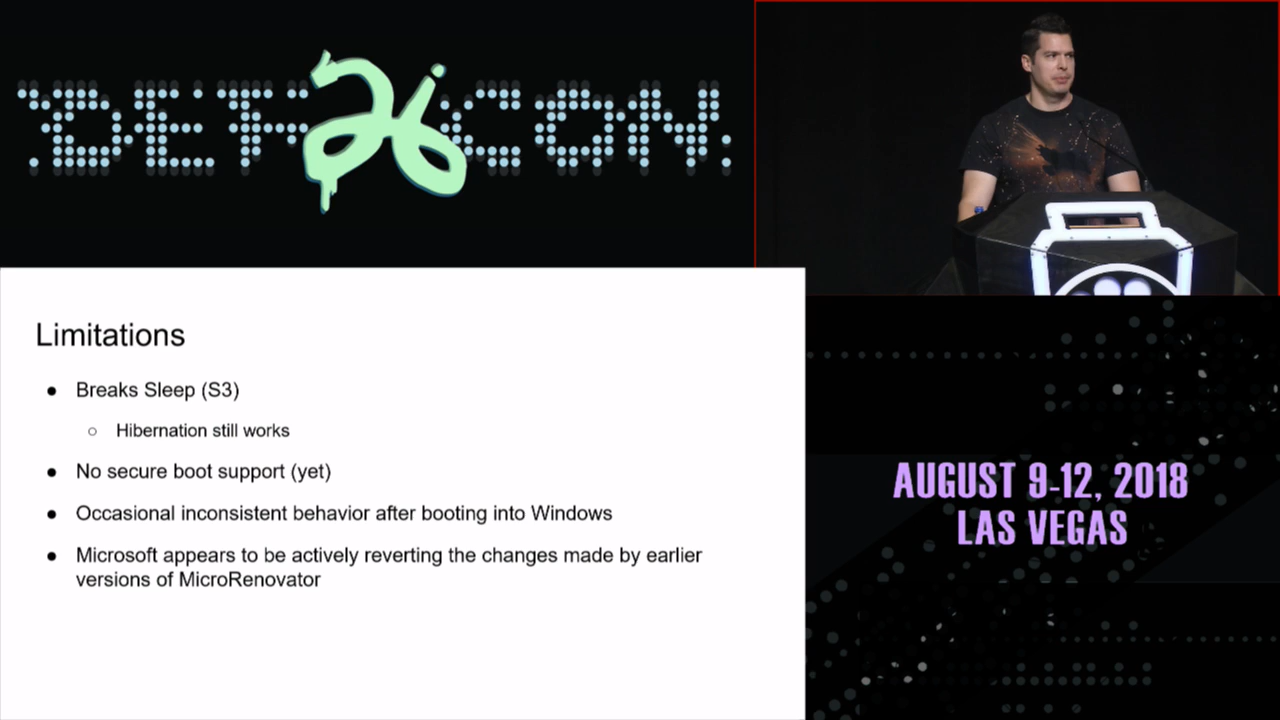 DEF 26 CON
Limitations
● Breaks Sleep (S3)
○ Hibernation still works
● No secure boot support (yet)
● Occasional inconsistent behavior after booting into Windows
● Microsoft appears to be actively reverting the changes made by earlier
versions of MicroRenovator
AUGUST 9-12, 2018
LAS VEGAS